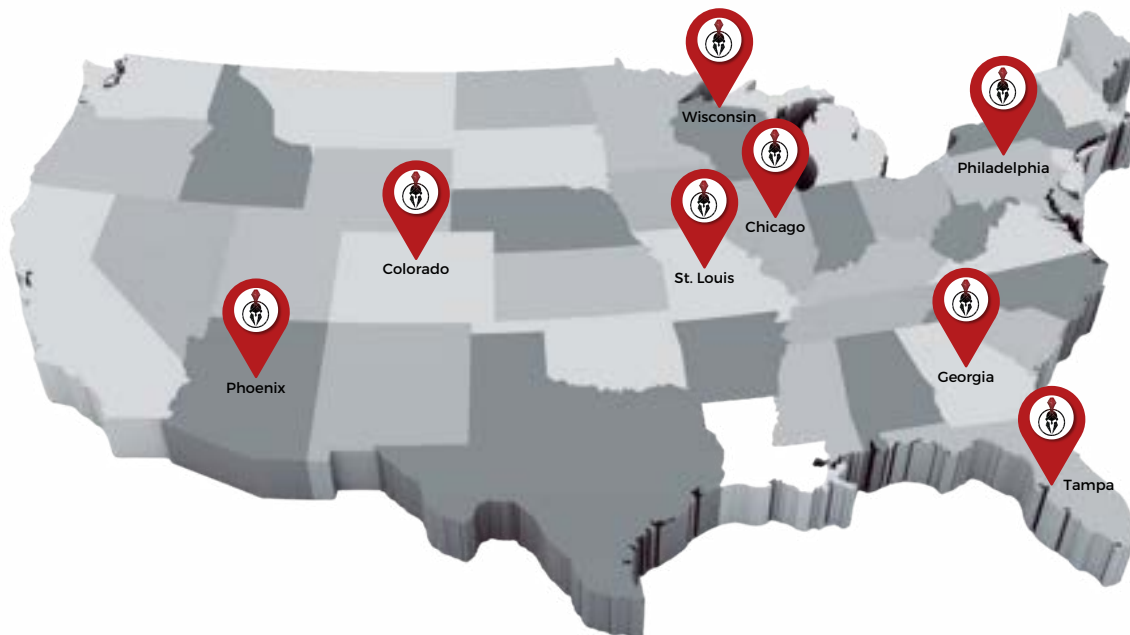 Wisconsin
Philadelphia
Chicago
Colorado
St. Louis
Georgia
Phoenix
Tampa